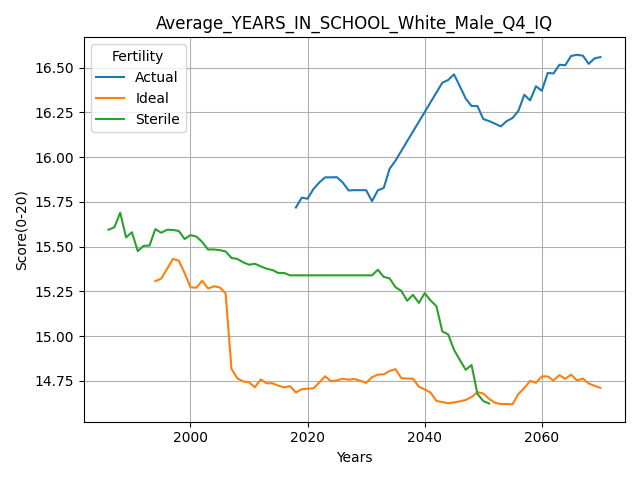 Average_YEARS_IN_SCHOOL_White_Male_Q4_IQ
Fertility
Actual
Ideal
Sterile
Score(0-20)
16.50
16.25
16.00
15.75
15.50
15.25
15.00
14.75
2000
2020
2040
2060
Years